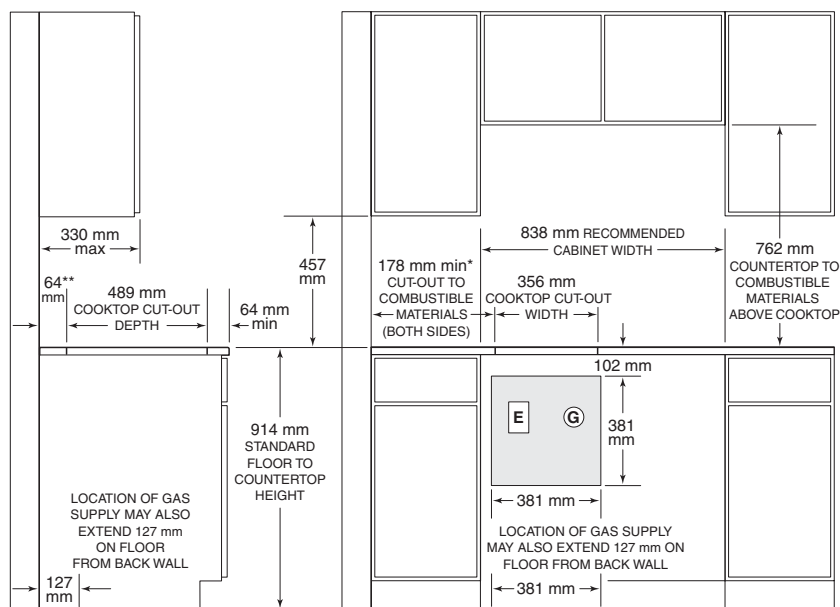 330 mm
max
64**
mm
489 mm
COOKTOP CUT-OUT
DEPTH
64 mm
min
457
mm
914 mm
STANDARD
FLOOR TO
COUNTERTOP
HEIGHT
LOCATION OF GAS
SUPPLY MAY ALSO
EXTEND 127 mm
ON FLOOR
FROM BACK WALL
127
mm
838 mm RECOMMENDED
CABINET WIDTH
178 mm min*
CUT-OUT TO
COMBUSTIBLE
MATERIALS
(BOTH SIDES)
356 mm
COOKTOP CUT-OUT
WIDTH
762 mm
COUNTERTOP TO
COMBUSTIBLE
MATERIALS
ABOVE COOKTOP
102 mm
E
G
381
mm
381 mm
LOCATION OF GAS SUPPLY
MAY ALSO EXTEND 127 mm ON
FLOOR FROM BACK WALL
381 mm